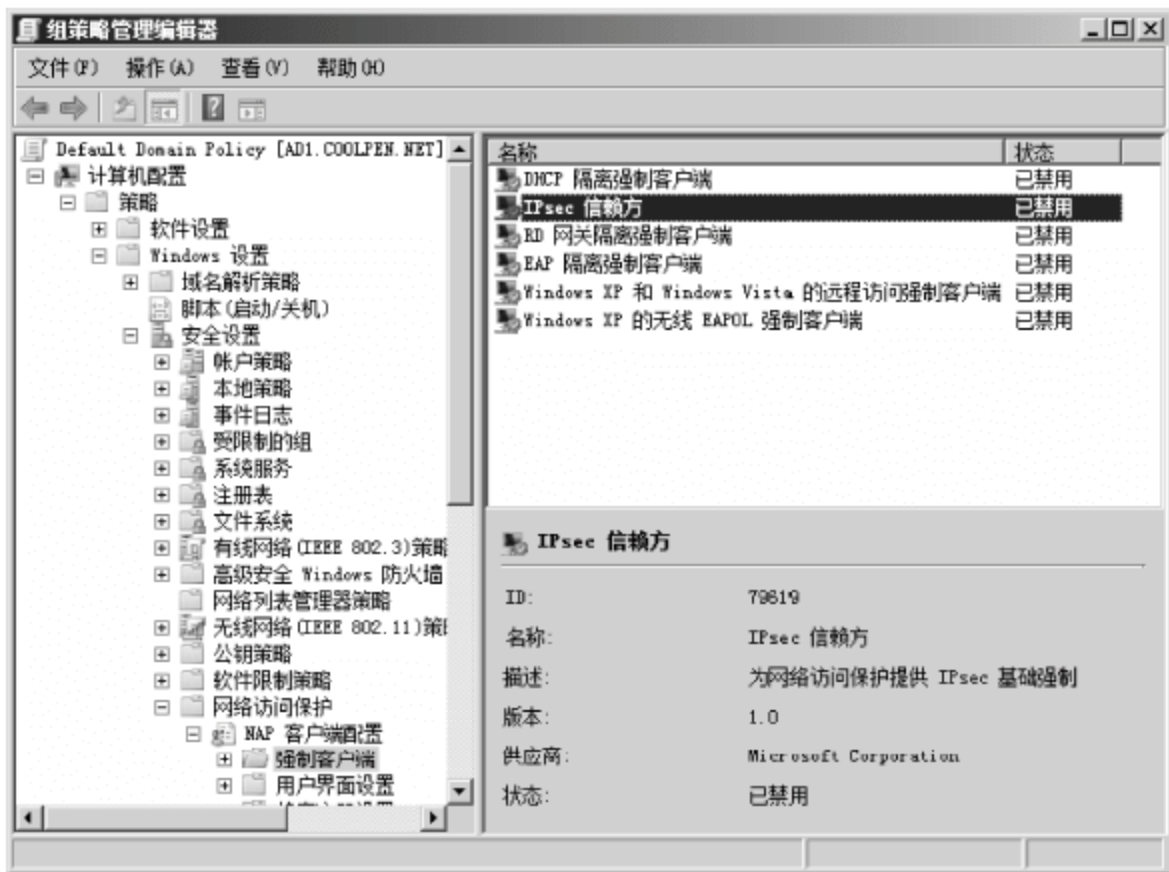 组策略管理编辑器
文件(F) 操作(A) 查看(V) 帮助(H)
Default Domain Policy [AD1.COOLPEN.NET]
计算机配置
策略
软件设置
Windows 设置
域名解析策略
脚本(启动/关机)
安全设置
帐户策略
本地策略
事件日志
受限制的组
系统服务
注册表
文件系统
有线网络(IEEE 802.3)策略
高级安全 Windows 防火墙
网络列表管理器策略
无线网络(IEEE 802.11)策
公钥策略
软件限制策略
网络访问保护
NAP 客户端配置
强制客户端
用户界面设置
名称 状态
DHCP 隔离强制客户端 已禁用
IPsec 信赖方 已禁用
RD 网关隔离强制客户端 已禁用
EAP 隔离强制客户端 已禁用
Windows XP 和 Windows Vista 的远程访问强制客户端 已禁用
Windows XP 的无线 EAPOL 强制客户端 已禁用
IPsec 信赖方
ID: 79619
名称: IPsec 信赖方
描述: 为网络访问保护提供 IPsec 基础强制
版本: 1.0
供应商: Microsoft Corporation
状态: 已禁用